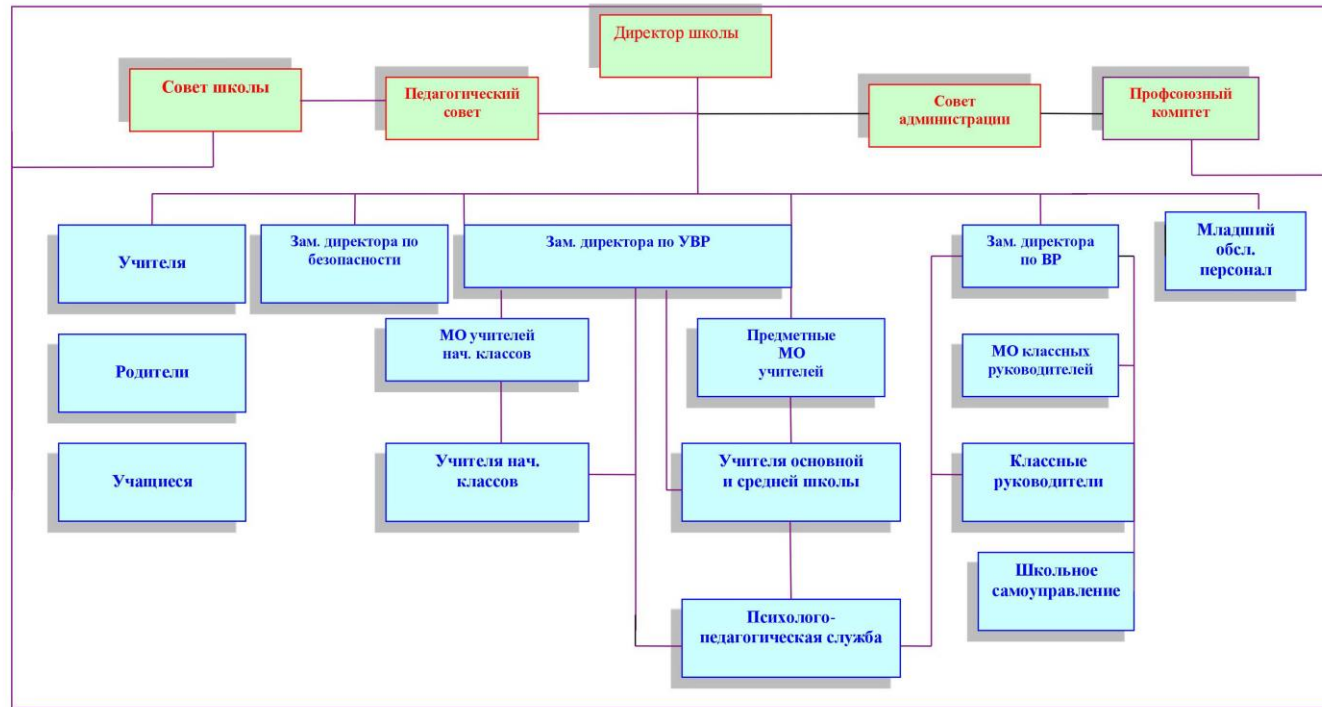 Директор школы
Совет школы
Педагогический
совет
Совет
администрации
Профсоюзный
комитет
Учителя
Зам. директора по
безопасности
Зам. директора по УВР
Зам. директора
по ВР
Младший
обсл.
персонал
МО учителей
нач. классов
Предметные
МО
учителей
Родители
МО классных
руководителей
Учащиеся
Учителя нач.
классов
Учителя основной
и средней школы
Классные
руководители
Школьное
самоуправление
Психолого-
педагогическая служба